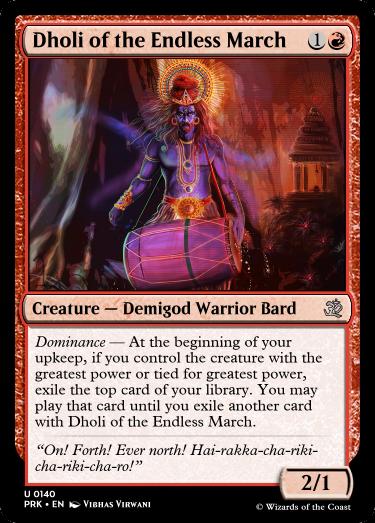 Dholi of the Endless March 1
Creature — Demigod Warrior Bard
Dominance — At the beginning of your
upkeep, if you control the creature with the
greatest power or tied for greatest power,
exile the top card of your library. You may
play that card until you exile another card
with Dholi of the Endless March.
“On! Forth! Ever north! Hai-rakka-cha-riki-
cha-riki-cha-ro!”
2/1
U 0140
PRK • EN VIBHAS VIRWANI
© Wizards of the Coast